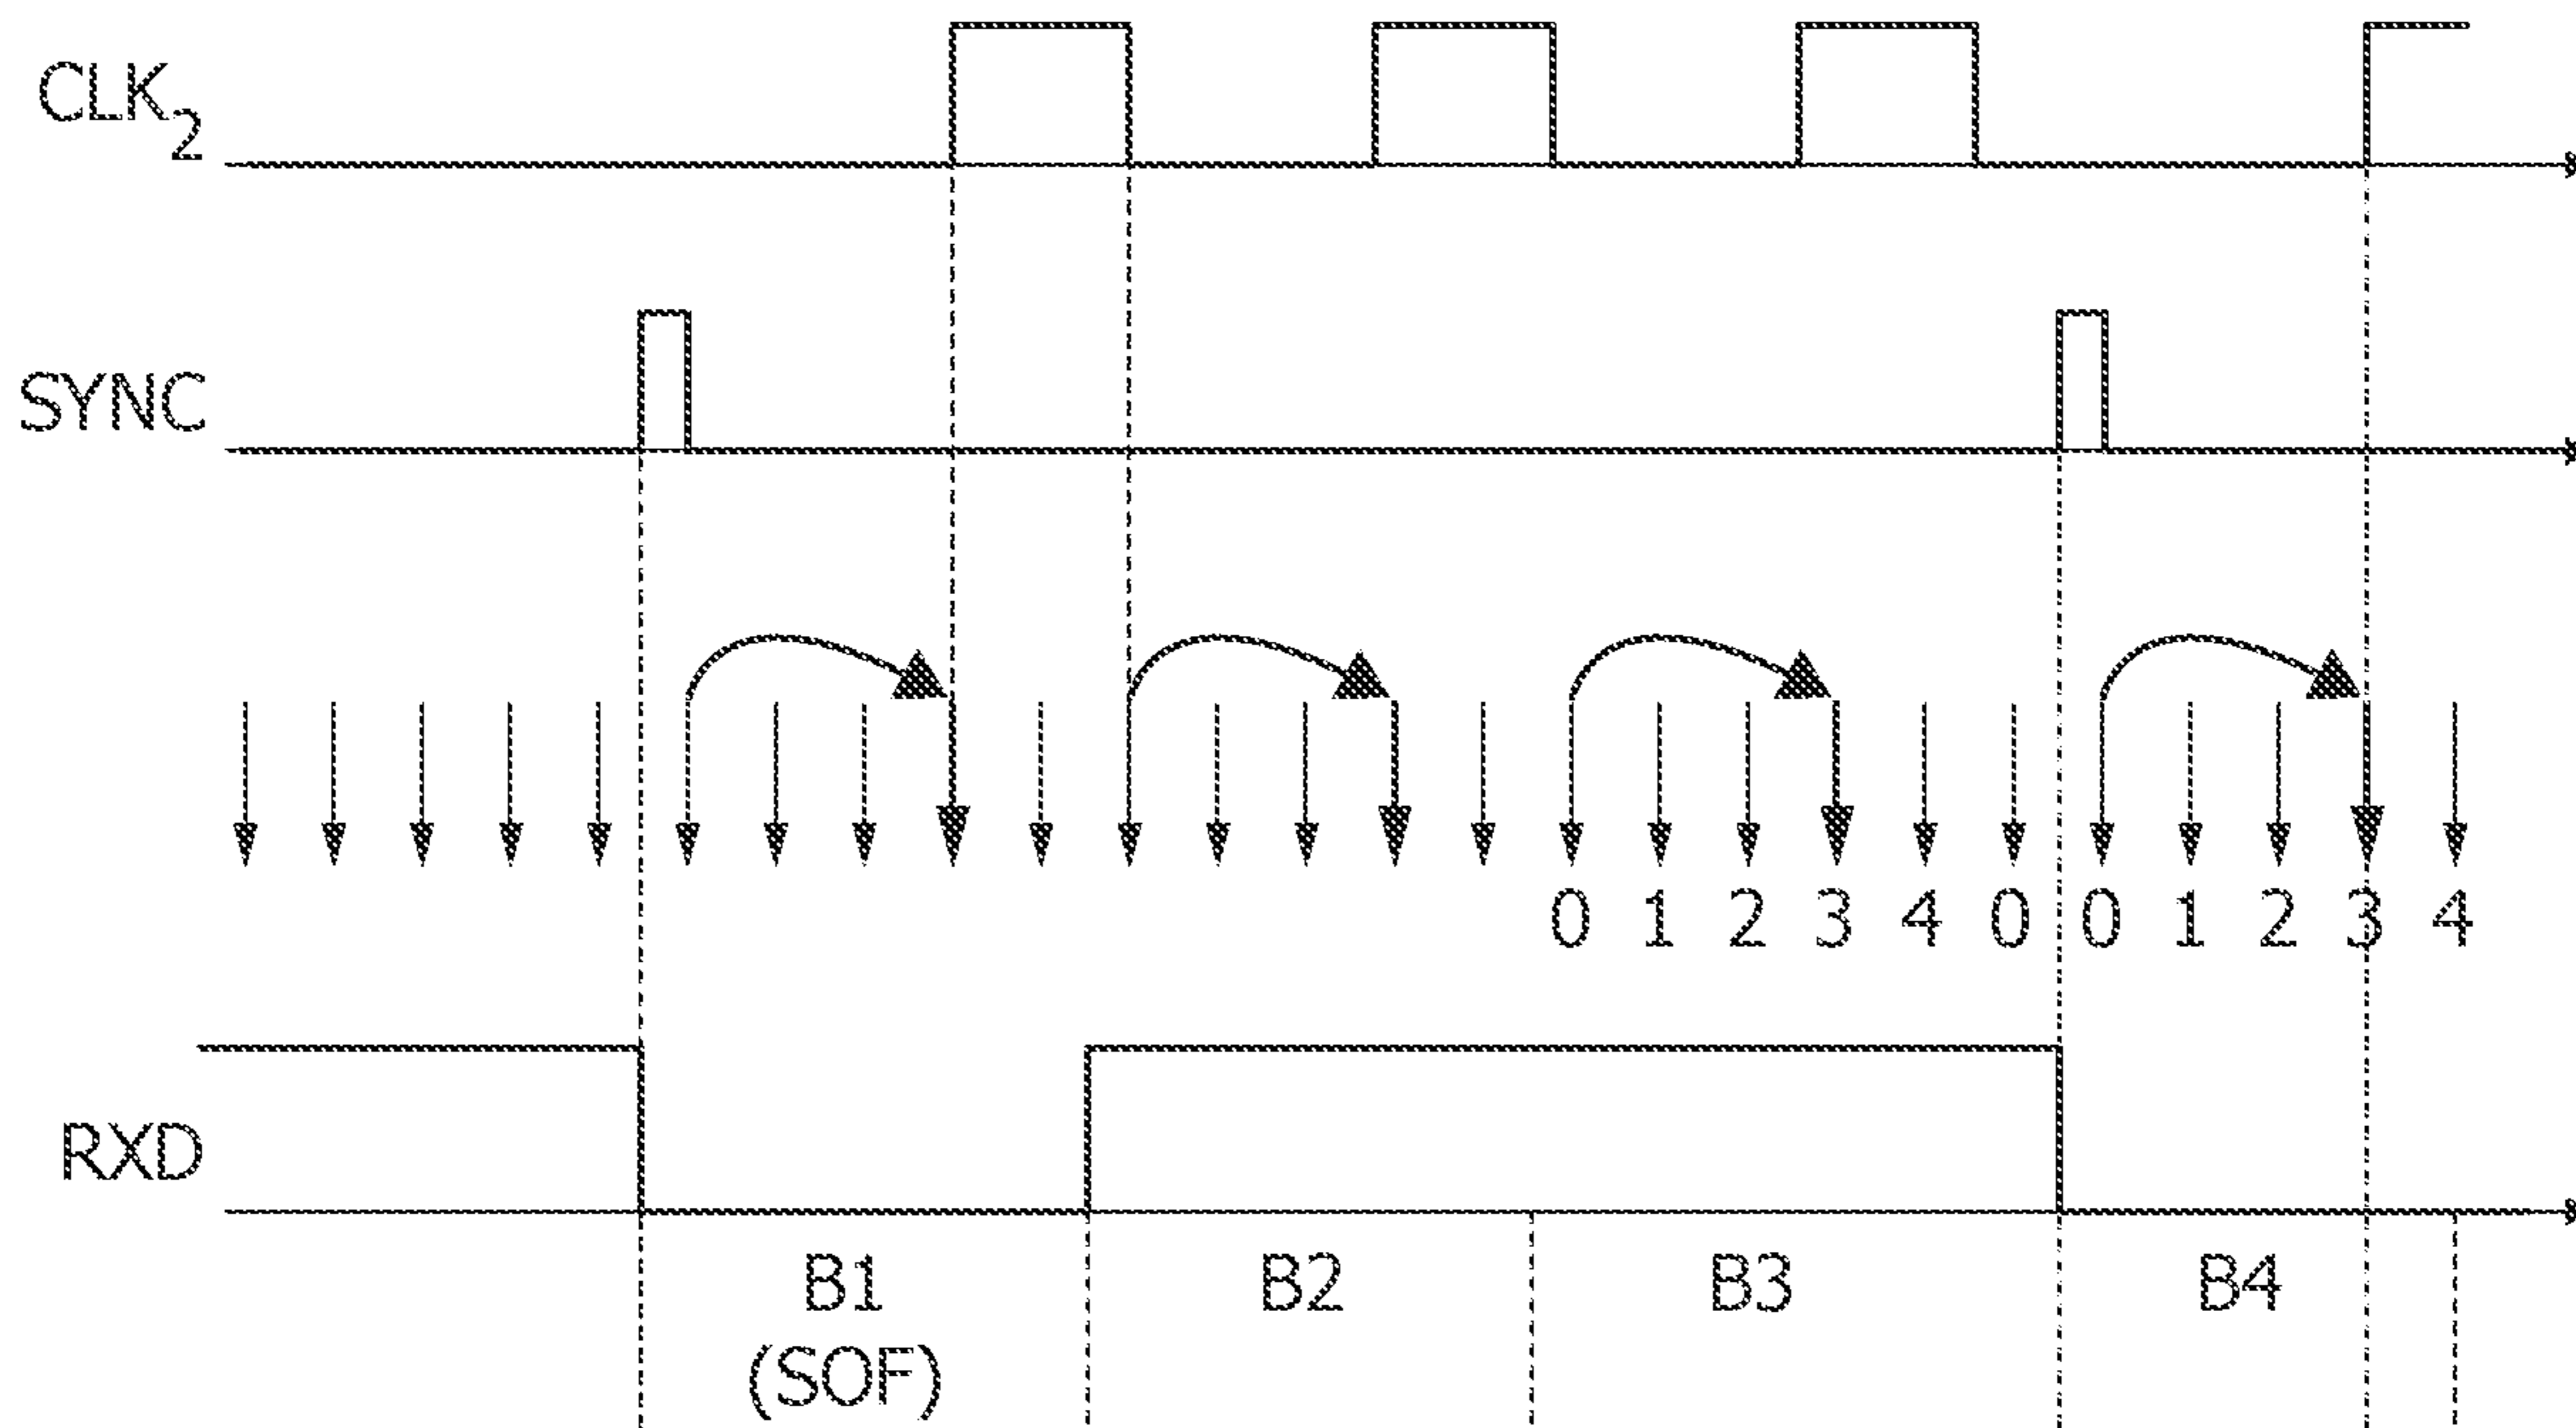 CLK₂
SYNC
0 1 2 3 4 0 0 1 2 3 4
RXD
B1 B2 B3 B4
(SOF)